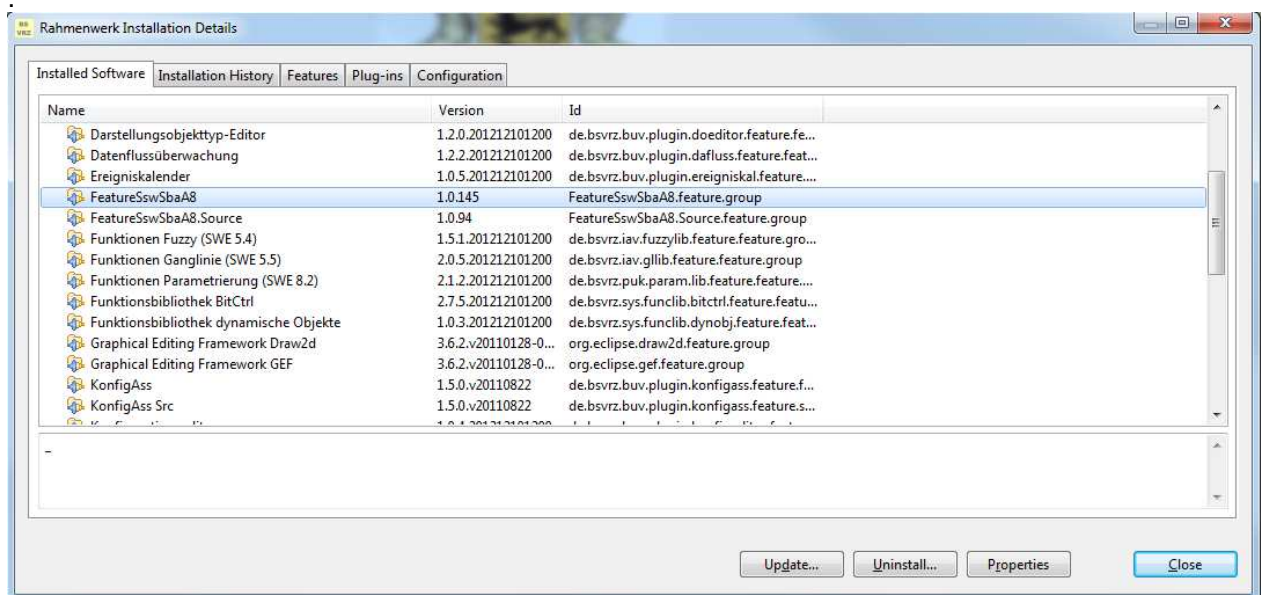 BS
VRZ
Rahmenwerk Installation Details
Installed Software Installation History Features Plug-ins Configuration
Name Version Id
Darstellungsobjekttyp-Editor 1.2.0.201212101200 de.bsvrz.buv.plugin.doeditor.feature.fe...
Datenflussüberwachung 1.2.2.201212101200 de.bsvrz.buv.plugin.dafluss.feature.feat...
Ereigniskalender 1.0.5.201212101200 de.bsvrz.buv.plugin.ereigniskal.feature....
FeatureSswSbaA8 1.0.145 FeatureSswSbaA8.feature.group
FeatureSswSbaA8.Source 1.0.94 FeatureSswSbaA8.Source.feature.group
Funktionen Fuzzy (SWE 5.4) 1.5.1.201212101200 de.bsvrz.iav.fuzzylib.feature.feature.gro...
Funktionen Ganglinie (SWE 5.5) 2.0.5.201212101200 de.bsvrz.iav.gllib.feature.feature.group
Funktionen Parametrierung (SWE 8.2) 2.1.2.201212101200 de.bsvrz.puk.param.lib.feature.feature....
Funktionsbibliothek BitCtrl 2.7.5.201212101200 de.bsvrz.sys.funclib.bitctrl.feature.featu...
Funktionsbibliothek dynamische Objekte 1.0.3.201212101200 de.bsvrz.sys.funclib.dynobj.feature.feat...
Graphical Editing Framework Draw2d 3.6.2.v20110128-0... org.eclipse.draw2d.feature.group
Graphical Editing Framework GEF 3.6.2.v20110128-0... org.eclipse.gef.feature.group
KonfigAss 1.5.0.v20110822 de.bsvrz.buv.plugin.konfigass.feature.f...
KonfigAss Src 1.5.0.v20110822 de.bsvrz.buv.plugin.konfigass.feature.s...
Update... Uninstall... Properties Close